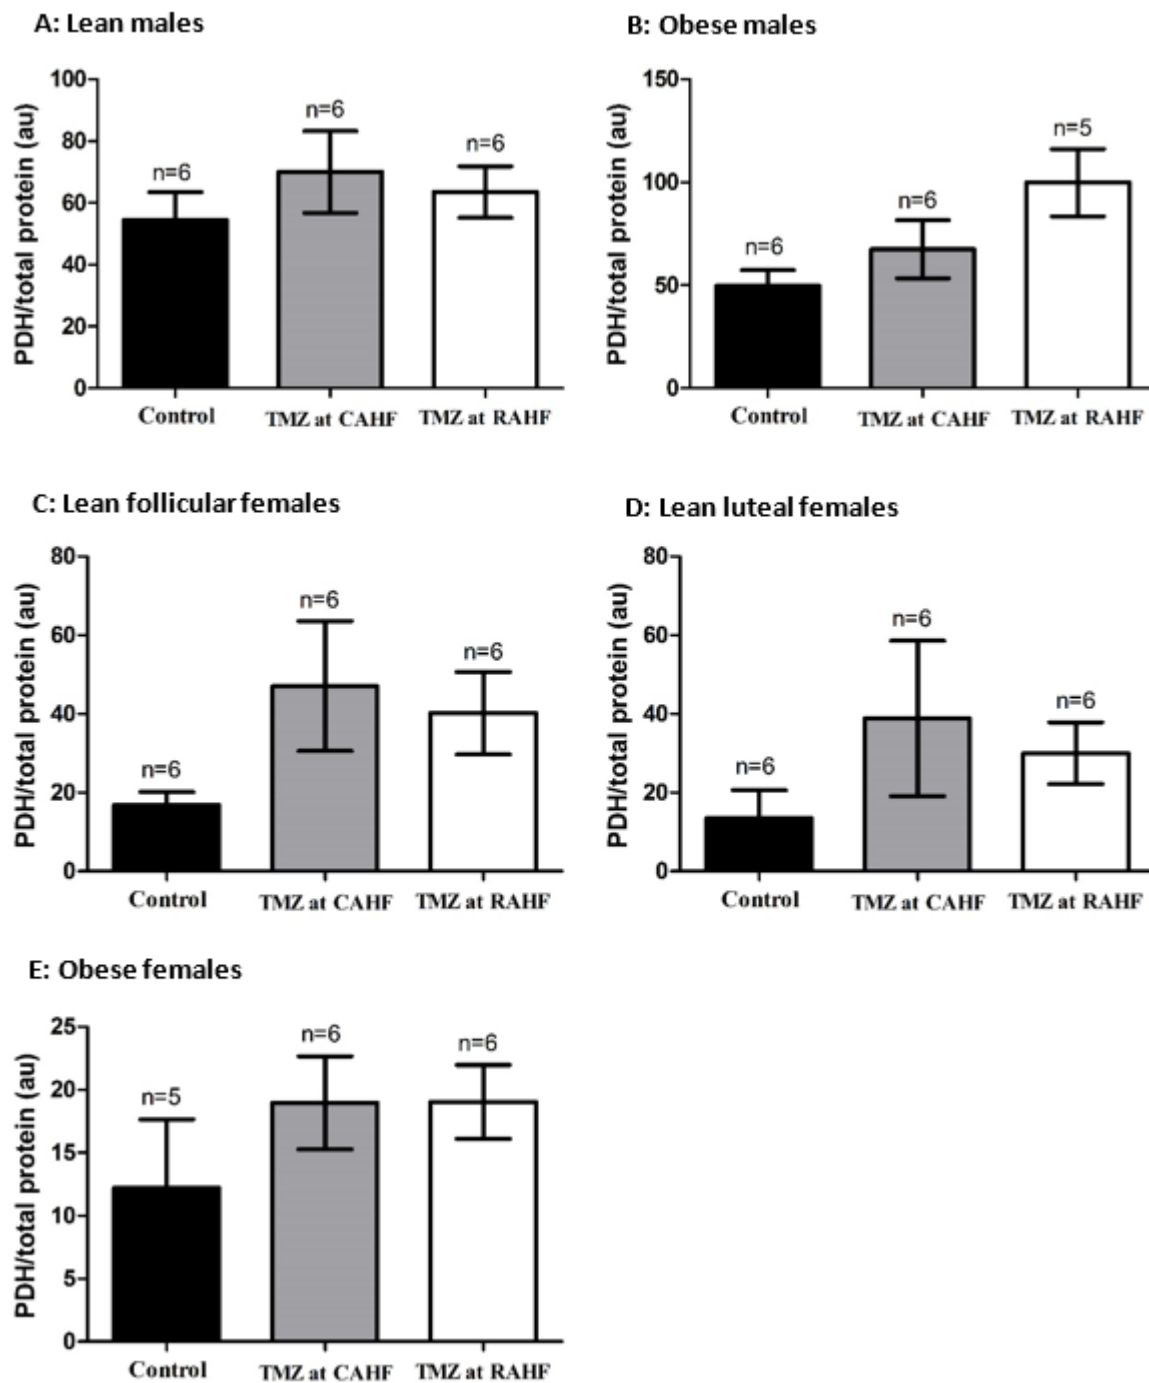 A: Lean males
PDH/total protein (au)
100
80
60
40
20
0
n=6
n=6
n=6
Control
TMZ at CAHF
TMZ at RAHF
B: Obese males
PDH/total protein (au)
150
100
50
0
n=6
n=6
n=5
Control
TMZ at CAHF
TMZ at RAHF
C: Lean follicular females
PDH/total protein (au)
80
60
40
20
0
n=6
n=6
n=6
Control
TMZ at CAHF
TMZ at RAHF
D: Lean luteal females
PDH/total protein (au)
80
60
40
20
0
n=6
n=6
n=6
Control
TMZ at CAHF
TMZ at RAHF
E: Obese females
PDH/total protein (au)
25
20
15
10
5
0
n=5
n=6
n=6
Control
TMZ at CAHF
TMZ at RAHF